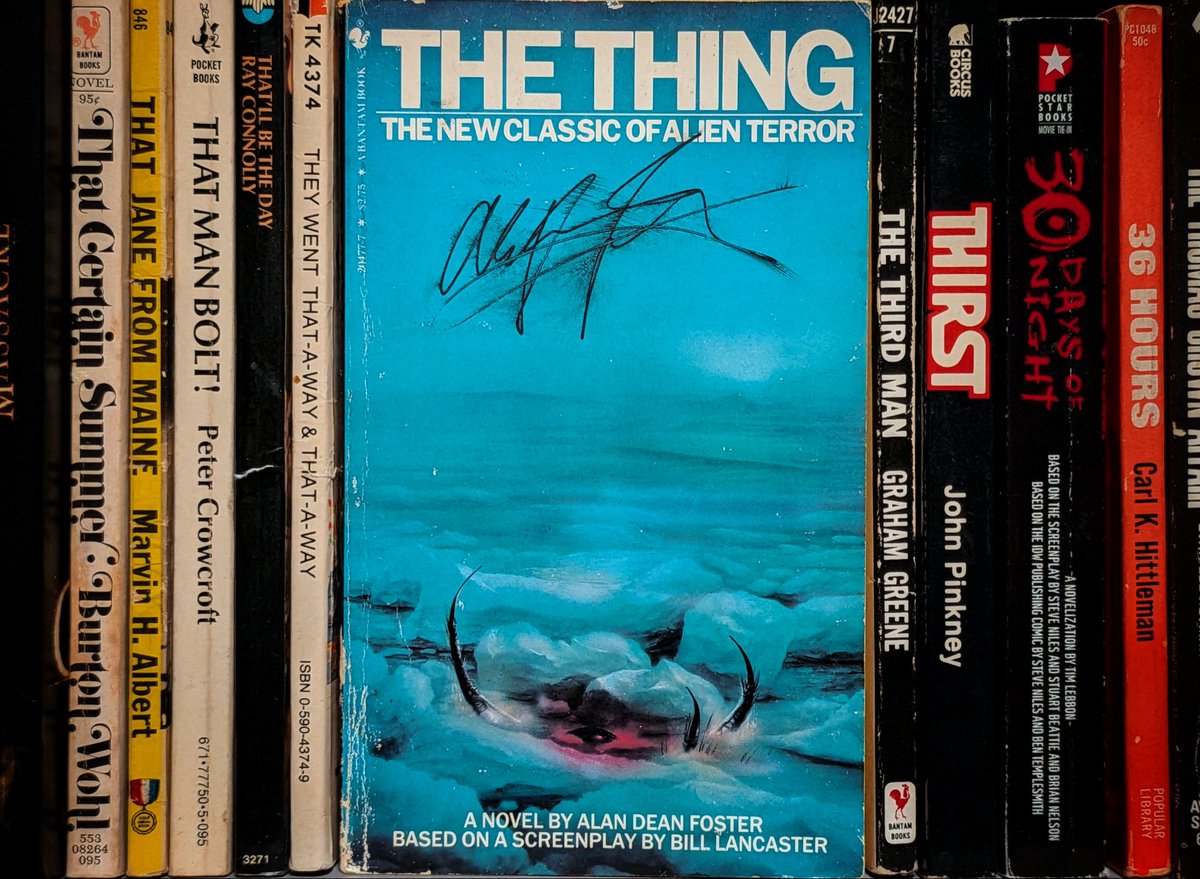 BANTAM
BOOKS
NOVEL
95¢
That Certain Summer: Burton Wohl
553
08264
095
846
THAT JANE FROM MAINE Marvin H. Albert
POCKET
BOOKS
THAT MAN BOLT! Peter Crowcroft
671·77750·5·095
THAT'LL BE THE DAY
RAY CONNOLLY
3271
TK 4374
THEY WENT THAT-A-WAY & THAT-A-WAY
ISBN 0-590-4374-9
THE THING
THE NEW CLASSIC OF ALIEN TERROR
A BANTAM BOOK
A NOVEL BY ALAN DEAN FOSTER
BASED ON A SCREENPLAY BY BILL LANCASTER
J2427
7
THE THIRD MAN GRAHAM GREENE
BANTAM
BOOKS
CIRCUS
BOOKS
THIRST
John Pinkney
POCKET
STAR
BOOKS
MOVIE TIE-IN
30 DAYS OF
NIGHT
A NOVELIZATION BY TIM LEBBON
BASED ON THE SCREENPLAY BY STEVE NILES AND STUART BEATTIE AND BRIAN NELSON
BASED ON THE IDW PUBLISHING COMIC BY STEVE NILES AND BEN TEMPLESMITH
PC1048
50c
36 HOURS Carl K. Hittleman
POPULAR
LIBRARY